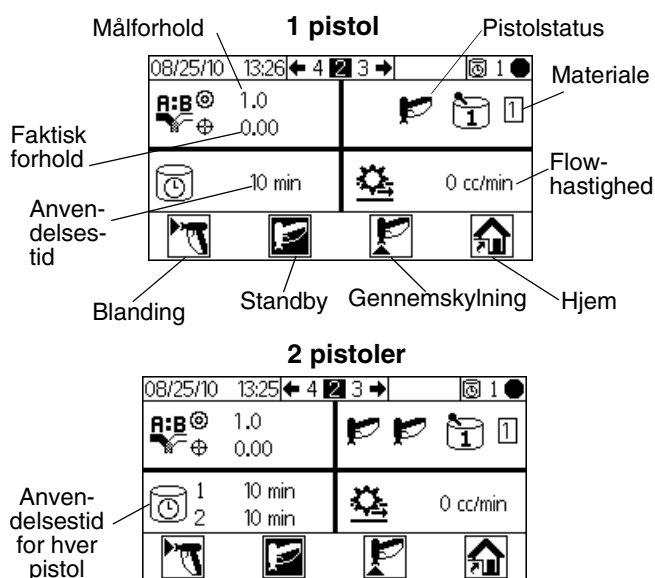 1 pistol
Målforhold
Pistolstatus
08/25/10 13:26 4 2 3 1
Materiale
A:B 1.0
0.00
1 1
Faktisk
forhold
10 min
0 cc/min
Flow-
hastighed
Anven-
delses-
tid
Blanding
Standby
Gennemskylning
Hjem
2 pistoler
08/25/10 13:25 4 2 3 1
A:B 1.0
0.00
1 1
1 10 min
2 10 min
0 cc/min
Anven-
delsestid
for hver
pistol